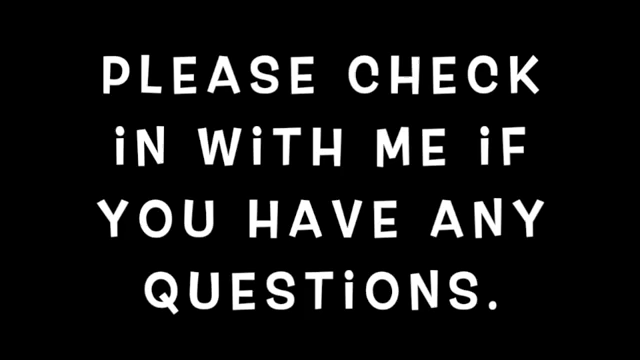 PLEASE CHECK
iN WiTH ME iF
YOU HAVE ANY
QUESTiONS.